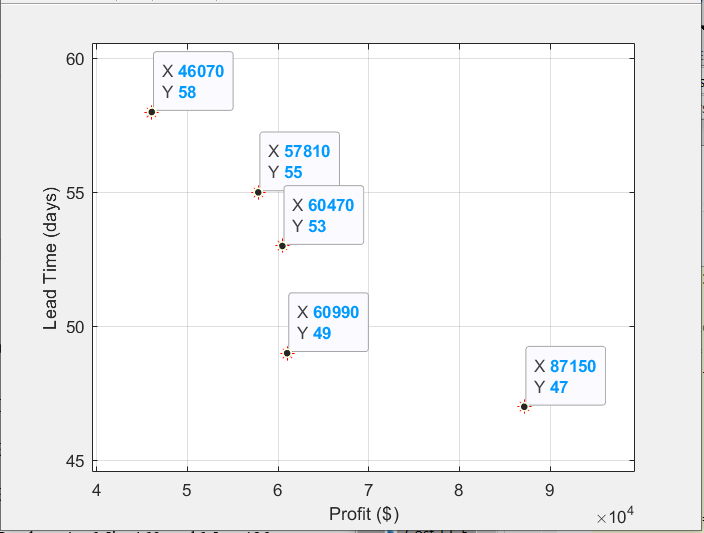 60
55
50
45
Lead Time (days)
X 46070
Y 58
X 57810
Y 55
X 60470
Y 53
X 60990
Y 49
X 87150
Y 47
4 5 6 7 8 9
Profit ($)
×10⁴